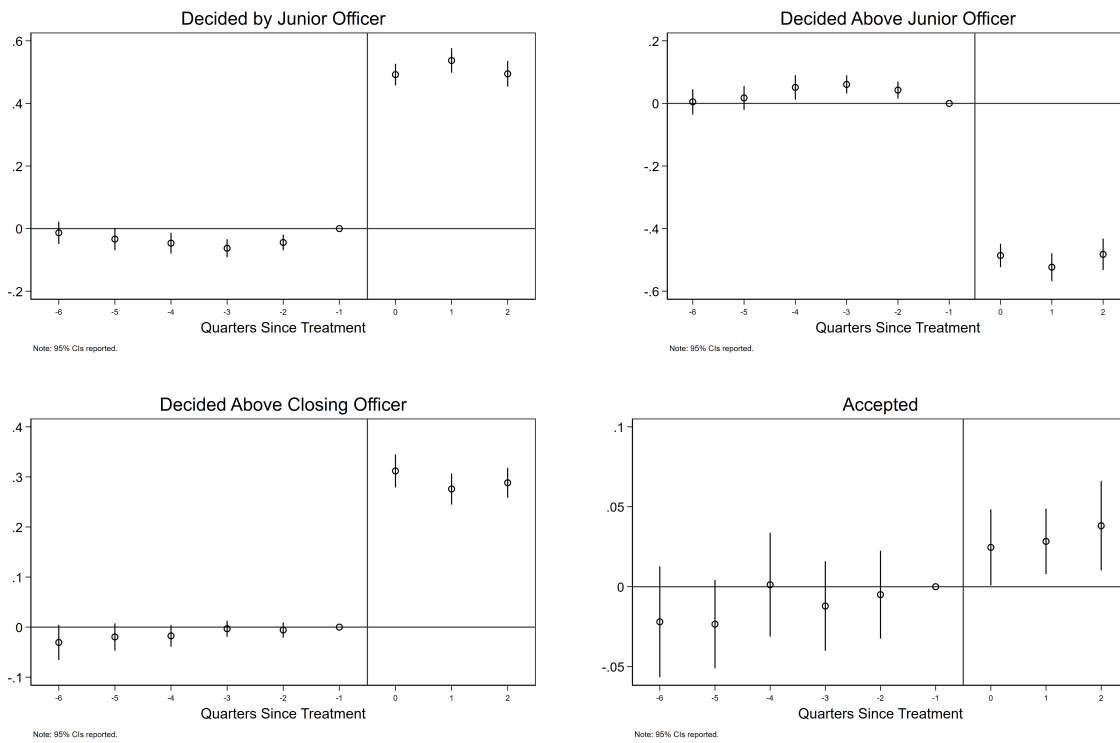 Decided by Junior Officer
.6
.4
.2
0
-.2
-6 -5 -4 -3 -2 -1 0 1 2
Quarters Since Treatment
Note: 95% CIs reported.
Decided Above Junior Officer
.2
0
-.2
-.4
-.6
-6 -5 -4 -3 -2 -1 0 1 2
Quarters Since Treatment
Note: 95% CIs reported.
Decided Above Closing Officer
.4
.3
.2
.1
0
-.1
-6 -5 -4 -3 -2 -1 0 1 2
Quarters Since Treatment
Note: 95% CIs reported.
Accepted
.1
.05
0
-.05
-6 -5 -4 -3 -2 -1 0 1 2
Quarters Since Treatment
Note: 95% CIs reported.